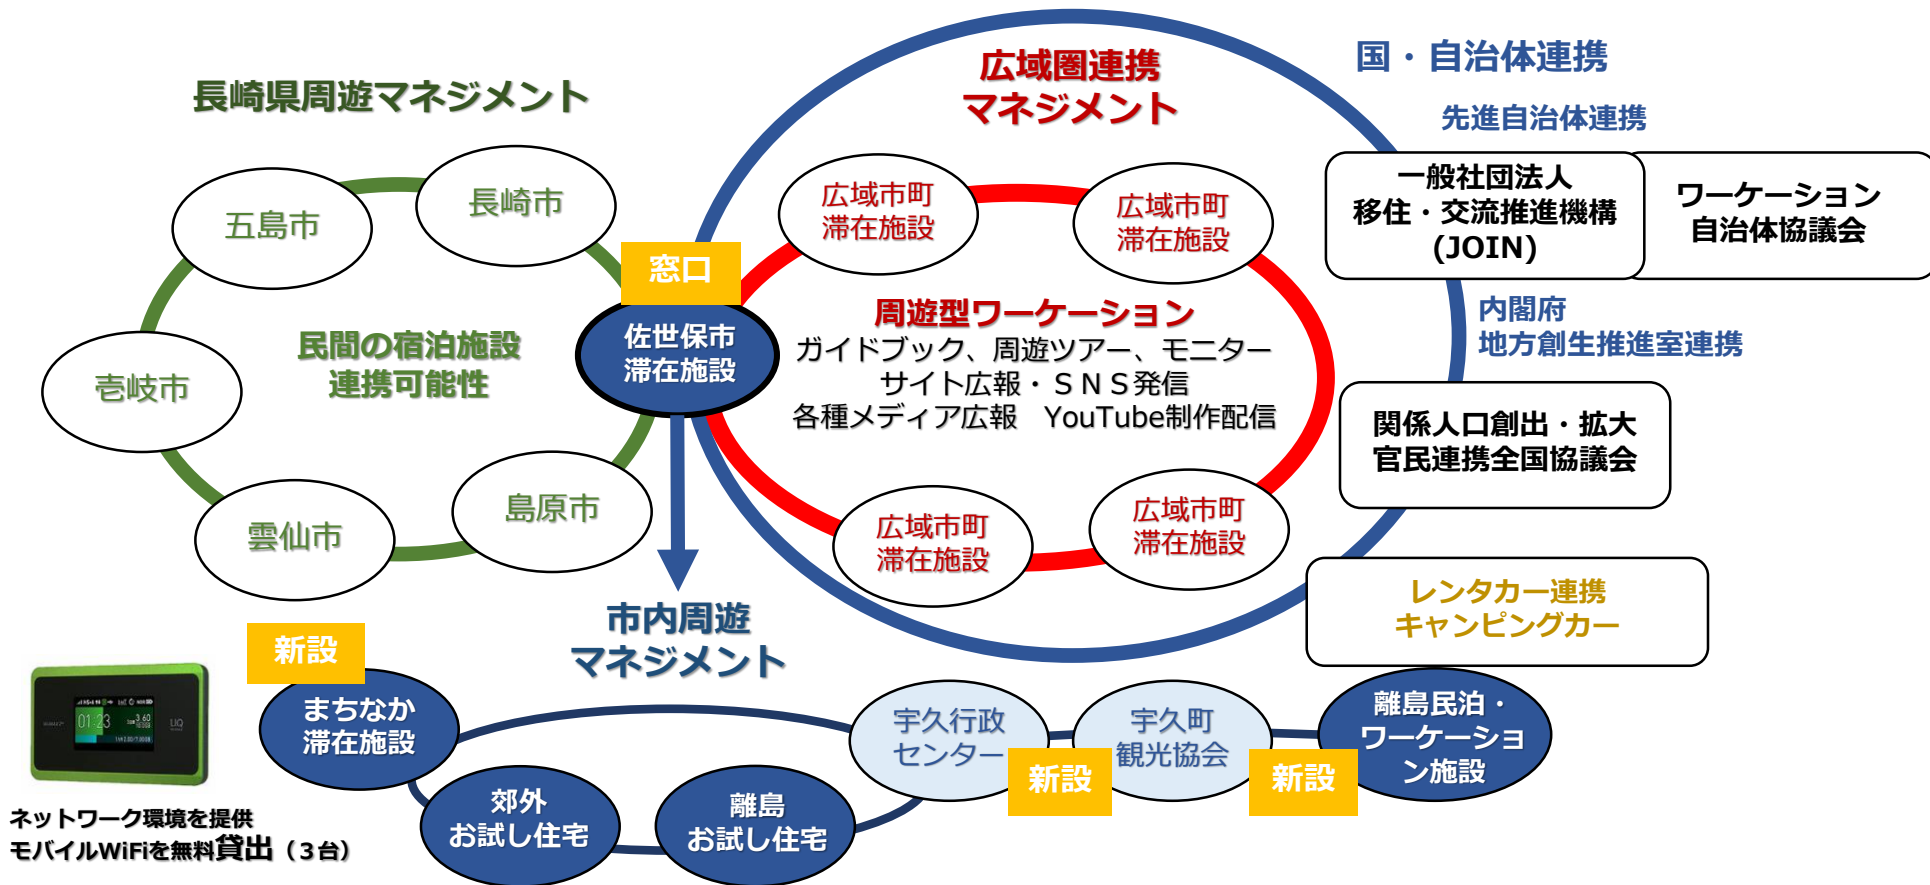 長崎県周遊マネジメント
五島市
長崎市
壱岐市
民間の宿泊施設
連携可能性
雲仙市
島原市
窓口
佐世保市
滞在施設
広域圏連携
マネジメント
広域市町
滞在施設
広域市町
滞在施設
周遊型ワーケーション
ガイドブック、周遊ツアー、モニター
サイト広報・ＳＮＳ発信
各種メディア広報　YouTube制作配信
広域市町
滞在施設
広域市町
滞在施設
国・自治体連携
先進自治体連携
一般社団法人
移住・交流推進機構
(JOIN)
ワーケーション
自治体協議会
内閣府
地方創生推進室連携
関係人口創出・拡大
官民連携全国協議会
レンタカー連携
キャンピングカー
市内周遊
マネジメント
新設
まちなか
滞在施設
郊外
お試し住宅
離島
お試し住宅
宇久行政
センター
新設
宇久町
観光協会
新設
離島民泊・
ワーケーショ
ン施設
01:23
3.60
UQ
ネットワーク環境を提供
モバイルWiFiを無料貸出（３台）